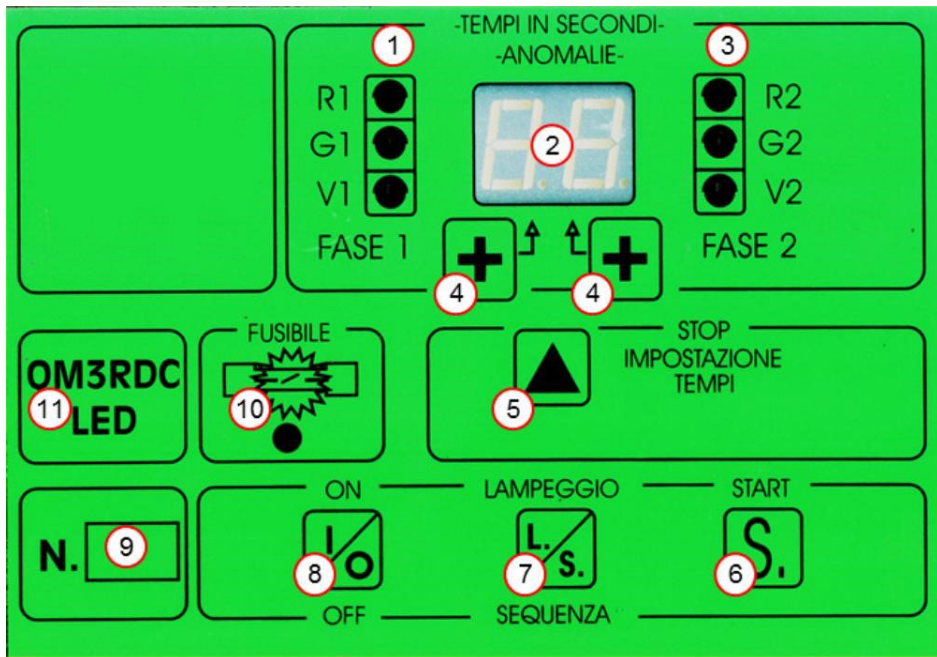 -TEMPI IN SECONDI-
-ANOMALIE-
1
3
R1
G1
V1
2
R2
G2
V2
FASE 1
FASE 2
4
4
FUSIBILE
STOP
IMPOSTAZIONE
TEMPI
OM3RDC
LED
11
10
5
ON
LAMPEGGIO
START
N.
9
I/O
8
L./S.
7
S.
6
OFF
SEQUENZA